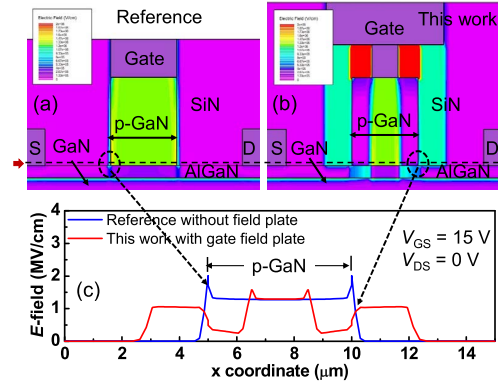 Reference
This work
Electric Field (V/cm)
Electric Field (V/cm)
Gate
Gate
(a)
SiN
(b)
SiN
p-GaN
p-GaN
S
GaN
D
S
GaN
D
AlGaN
AlGaN
Reference without field plate
This work with gate field plate
VGS = 15 V
VDS = 0 V
p-GaN
(c)
E-field (MV/cm)
4
3
2
1
0
0 2 4 6 8 10 12 14
x coordinate (μm)